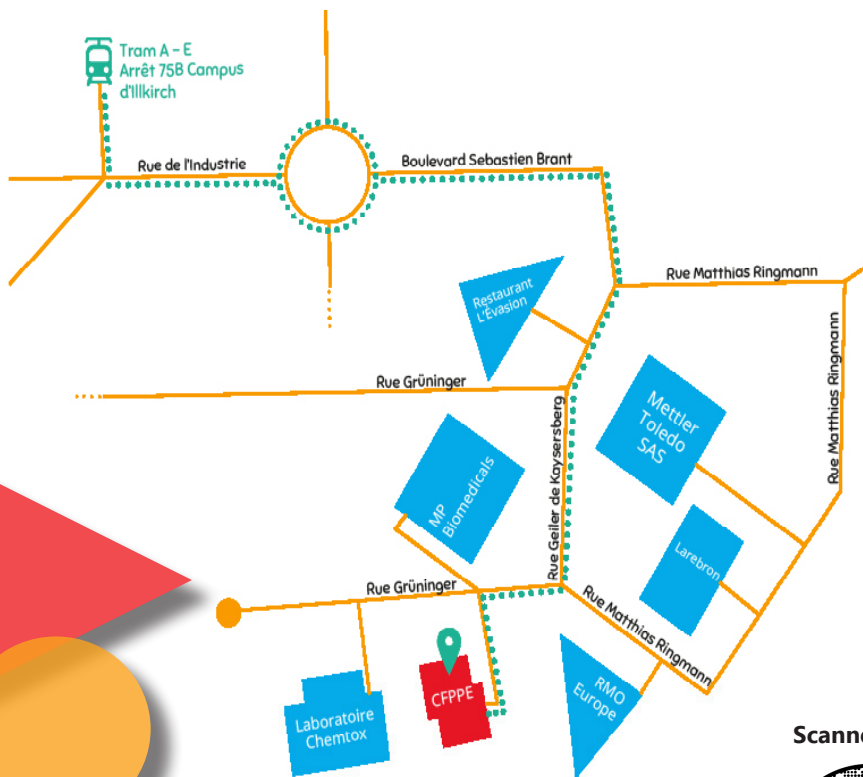 Tram A – E
Arrêt 75B Campus
d'Illkirch
Rue de l'Industrie
Boulevard Sebastien Brant
Rue Matthias Ringmann
Restaurant
L'Évasion
Rue Matthias Ringmann
Rue Grüninger
Rue Geiler de Kaysersberg
Mettler
Toledo
SAS
MP
Biomedicals
Larebron
Rue Grüninger
Rue Matthias Ringmann
CFPPE
RMO
Europe
Laboratoire
Chemtox